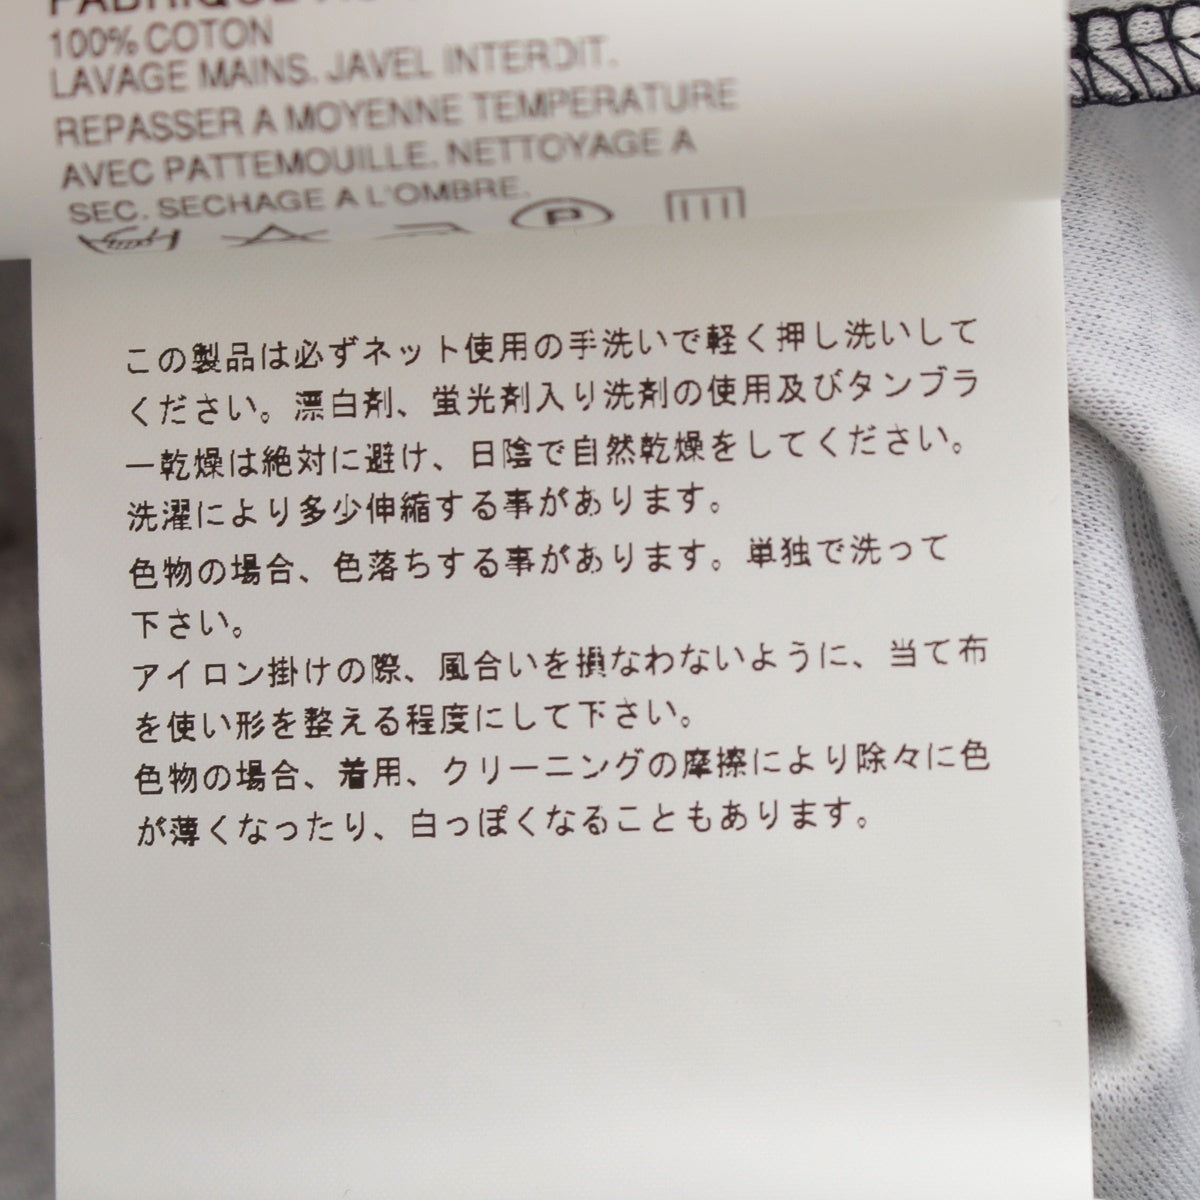 100% COTON
LAVAGE MAINS. JAVEL INTERDIT.
REPASSER A MOYENNE TEMPERATURE
AVEC PATTEMOUILLE. NETTOYAGE A
SEC. SECHAGE A L'OMBRE.
P
この製品は必ずネット使用の手洗いで軽く押し洗いして
ください。漂白剤、蛍光剤入り洗剤の使用及びタンブラ
ー乾燥は絶対に避け、日陰で自然乾燥をしてください。
洗濯により多少伸縮する事があります。
色物の場合、色落ちする事があります。単独で洗って
下さい。
アイロン掛けの際、風合いを損なわないように、当て布
を使い形を整える程度にして下さい。
色物の場合、着用、クリーニングの摩擦により除々に色
が薄くなったり、白っぽくなることもあります。